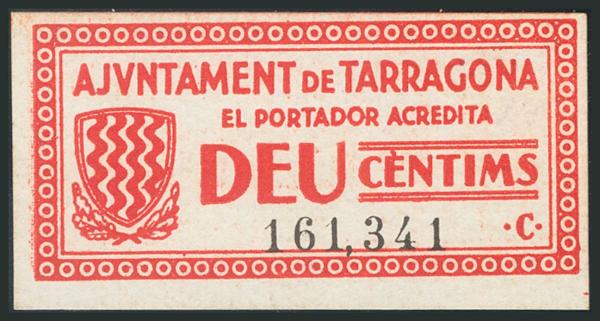 AJVNTAMENT DE TARRAGONA
EL PORTADOR ACREDITA
DEU CÈNTIMS
161,341 ·C·